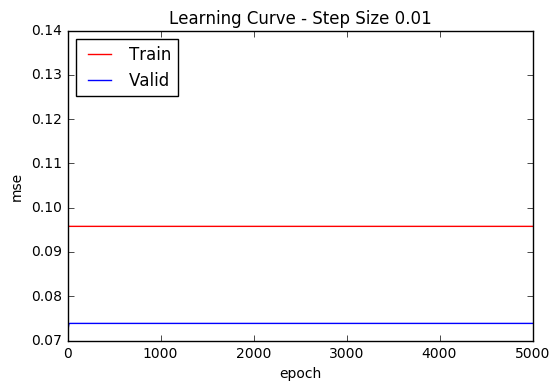 Learning Curve - Step Size 0.01
0.14
0.13
0.12
0.11
0.10
0.09
0.08
0.07
mse
Train
Valid
0 1000 2000 3000 4000 5000
epoch